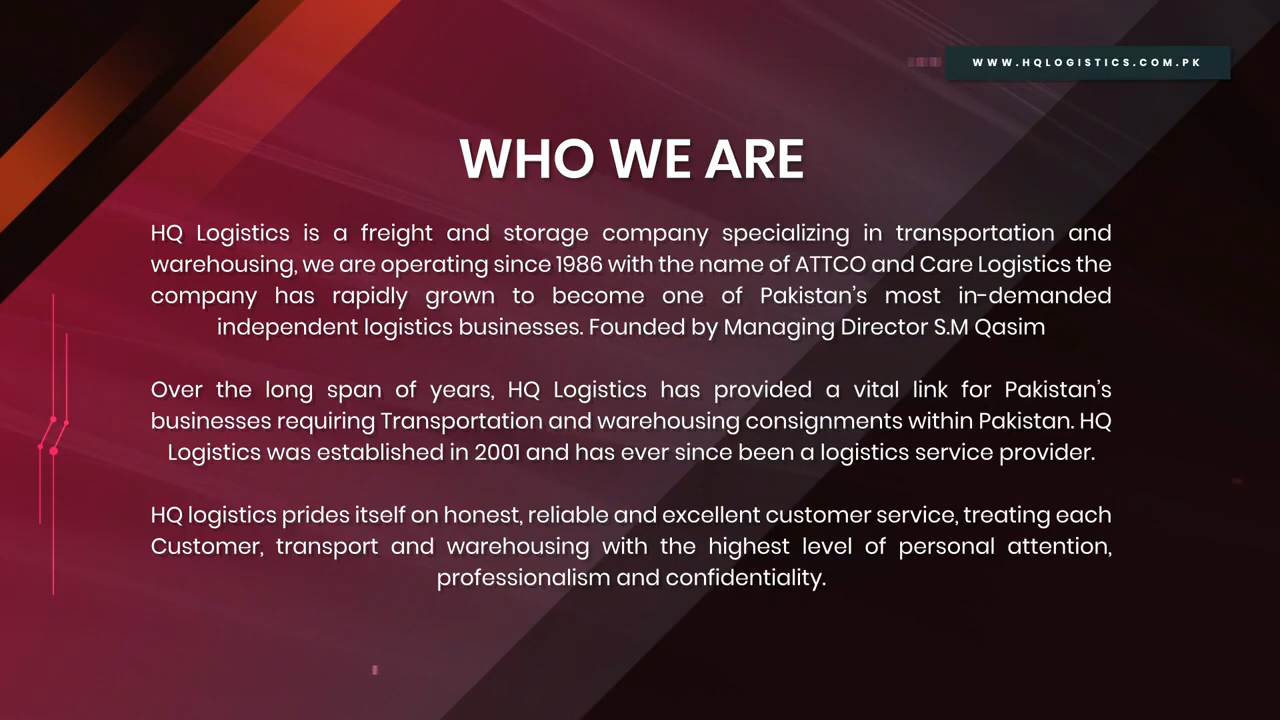 WWW.HQLOGISTICS.COM.PK
WHO WE ARE
HQ Logistics is a freight and storage company specializing in transportation and
warehousing, we are operating since 1986 with the name of ATTCO and Care Logistics the
company has rapidly grown to become one of Pakistan’s most in-demanded
independent logistics businesses. Founded by Managing Director S.M Qasim
Over the long span of years, HQ Logistics has provided a vital link for Pakistan’s
businesses requiring Transportation and warehousing consignments within Pakistan. HQ
Logistics was established in 2001 and has ever since been a logistics service provider.
HQ logistics prides itself on honest, reliable and excellent customer service, treating each
Customer, transport and warehousing with the highest level of personal attention,
professionalism and confidentiality.